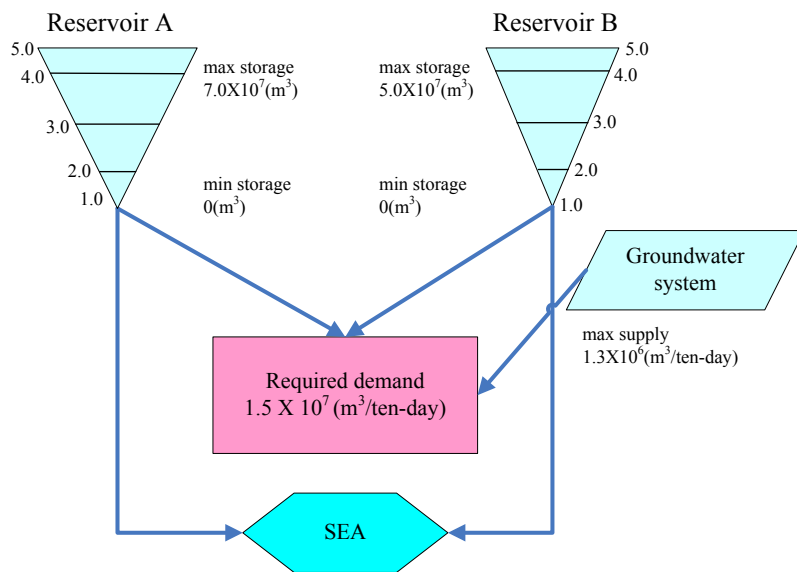 Reservoir A
5.0
4.0
3.0
2.0
1.0
max storage
7.0X10⁷(m³)
min storage
0(m³)
Reservoir B
5.0
4.0
3.0
2.0
1.0
max storage
5.0X10⁷(m³)
min storage
0(m³)
Groundwater
system
max supply
1.3X10⁶(m³/ten-day)
Required demand
1.5 X 10⁷ (m³/ten-day)
SEA